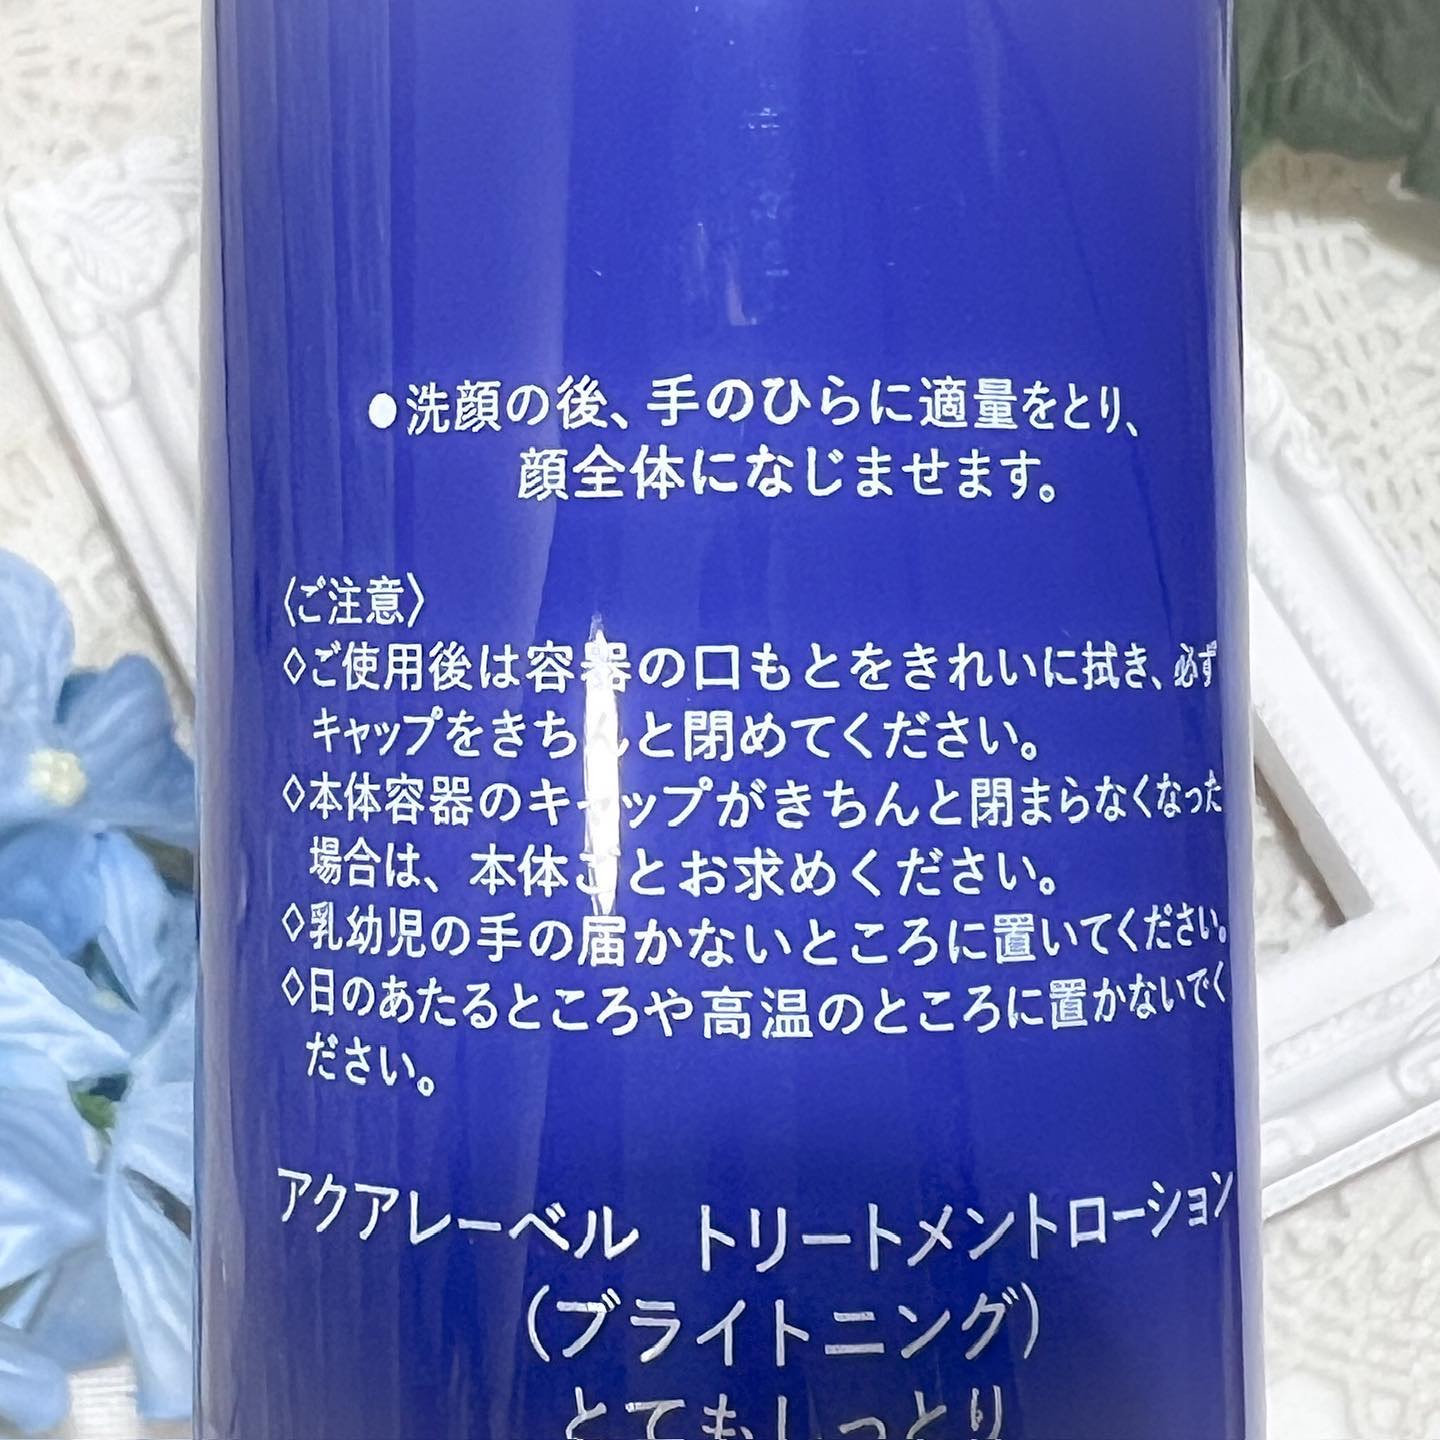 ●洗顔の後、手のひらに適量をとり、
顔全体になじませます。
〈ご注意〉
◇ご使用後は容器の口もとをきれいに拭き、必ず
キャップをきちんと閉めてください。
◇本体容器のキャップがきちんと閉まらなくなった
場合は、本体ごとお求めください。
◇乳幼児の手の届かないところに置いてください。
◇日のあたるところや高温のところに置かないでく
ださい。
アクアレーベル トリートメントローション
(ブライトニング)
とてもしっとり